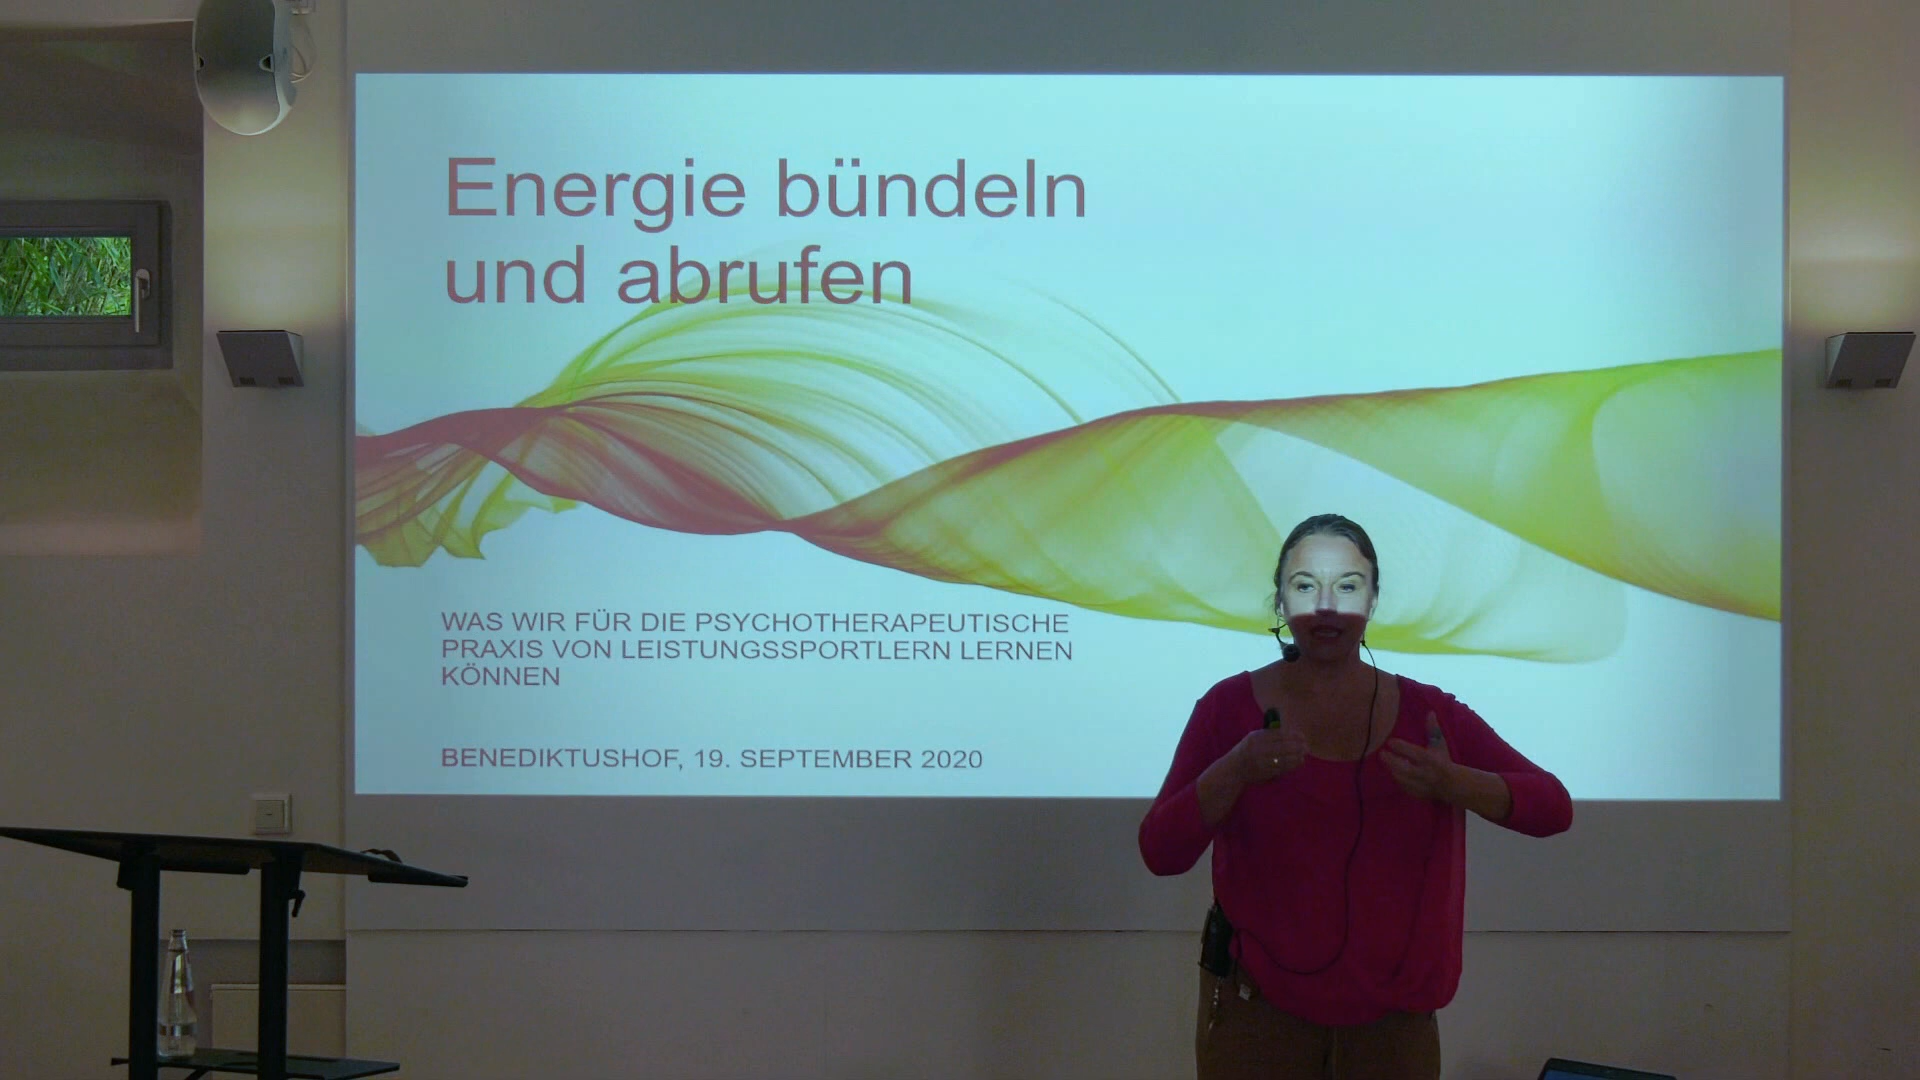 Energie bündeln
und abrufen
WAS WIR FÜR DIE PSYCHOTHERAPEUTISCHE
PRAXIS VON LEISTUNGSSPORTLERN LERNEN
KÖNNEN
BENEDIKTUSHOF, 19. SEPTEMBER 2020